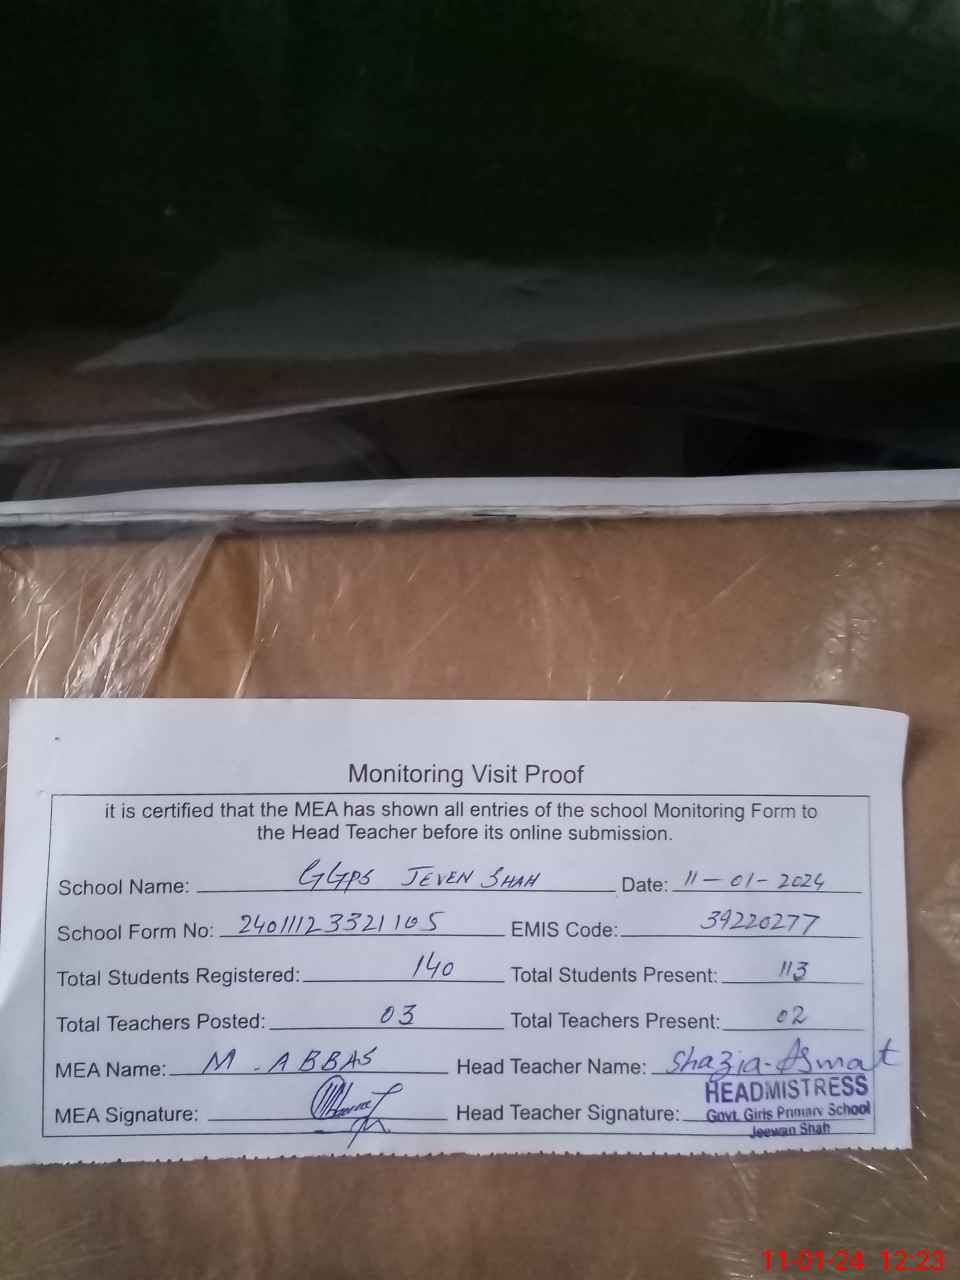 Monitoring Visit Proof
it is certified that the MEA has shown all entries of the school Monitoring Form to
the Head Teacher before its online submission.
School Name: GGPS JEVEN SHAH Date: 11-01-2024
School Form No: 24011123321105 EMIS Code: 39220277
Total Students Registered: 140 Total Students Present: 113
Total Teachers Posted: 03 Total Teachers Present: 02
MEA Name: M-ABBAS Head Teacher Name: Shazia-Asmat
MEA Signature: Head Teacher Signature:
HEADMISTRESS
Govt. Girls Primary School
Jeewan Shah
11-01-24 12:23